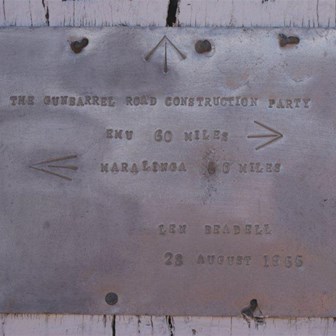 THE GUNBARREL ROAD CONSTRUCTION PARTY
EMU 60 MILES
MARALINGA MILES
LEN BEADELL
28 AUGUST